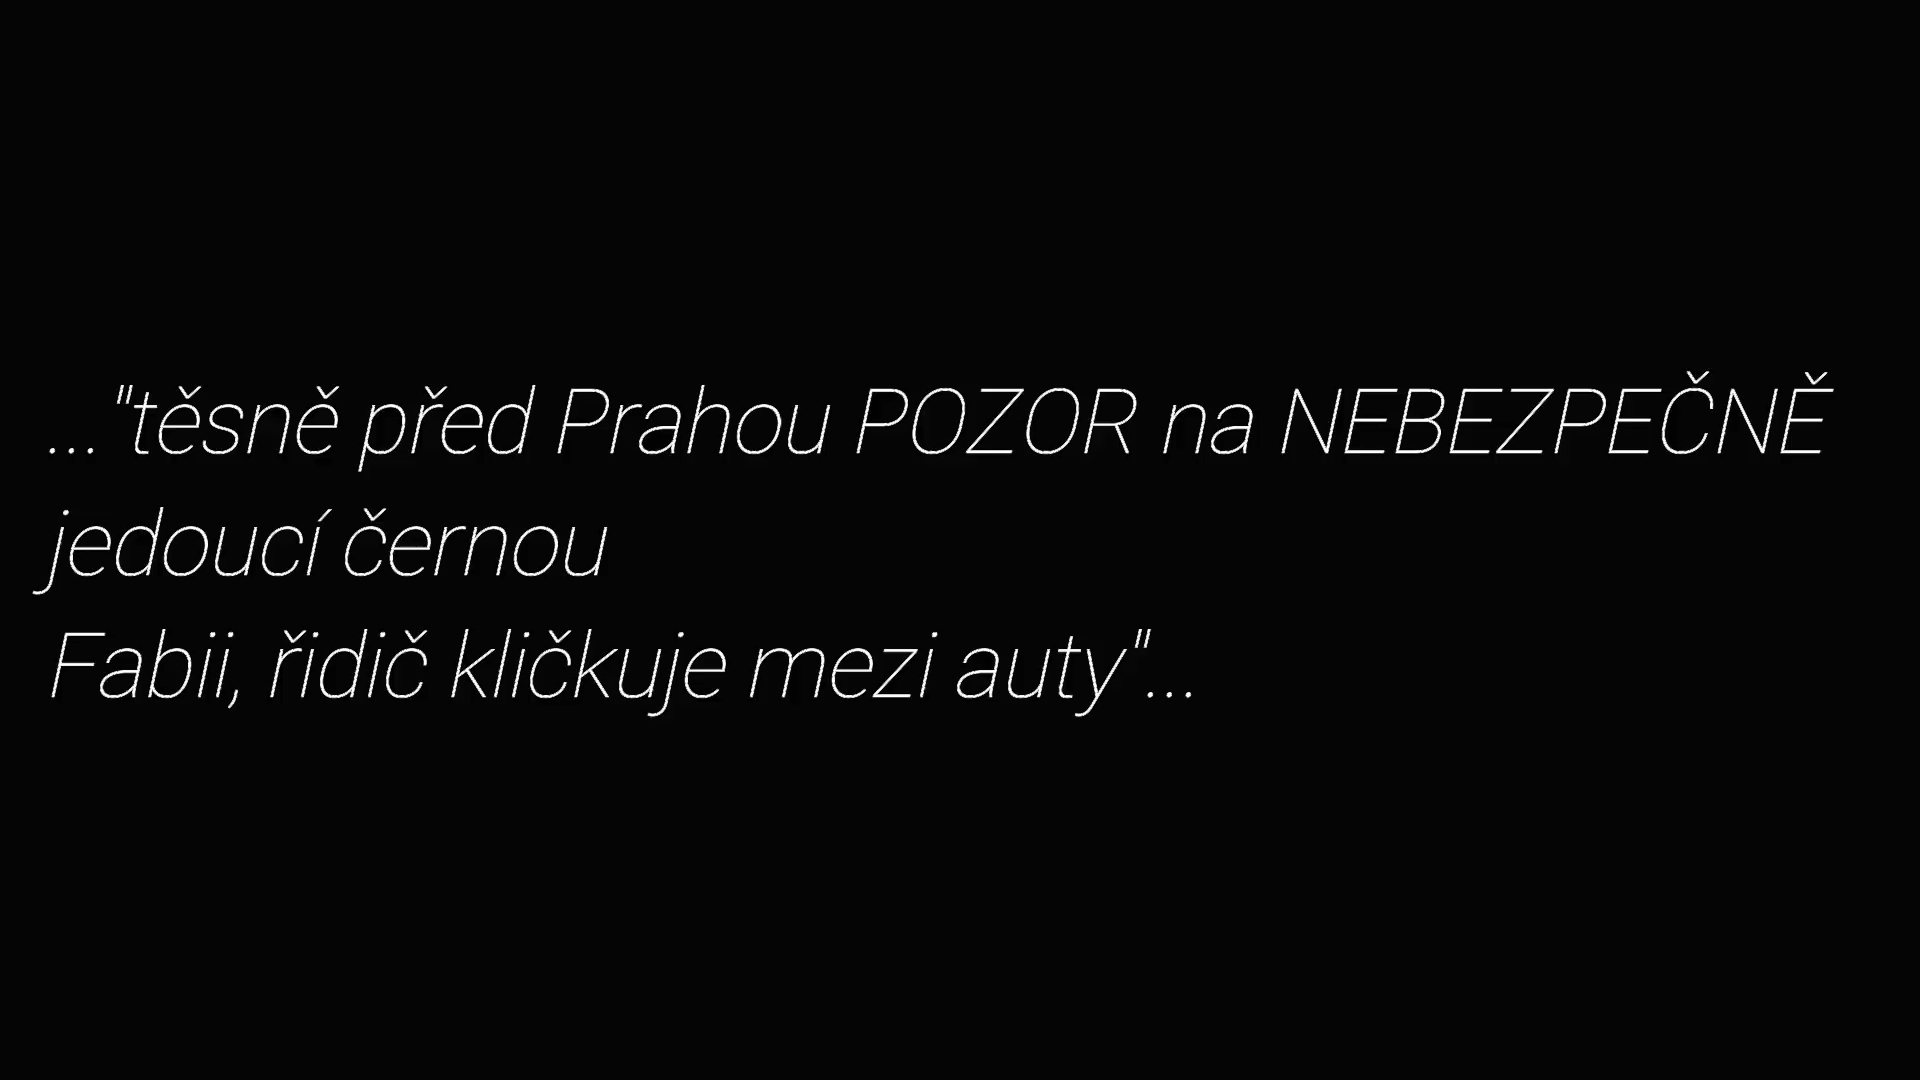 ..."těsně před Prahou POZOR na NEBEZPEČNĚ
jedoucí černou
Fabii, řidič kličkuje mezi auty"...